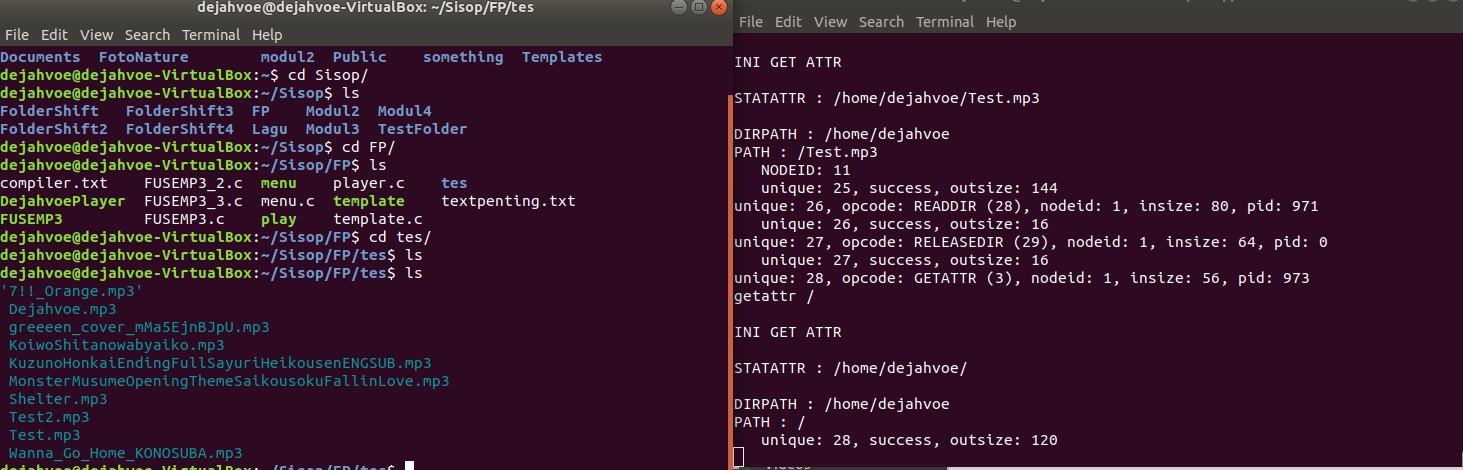 dejahvoe@dejahvoe-VirtualBox: ~/Sisop/FP/tes
File Edit View Search Terminal Help
Documents FotoNature modul2 Public something Templates
dejahvoe@dejahvoe-VirtualBox:~$ cd Sisop/
dejahvoe@dejahvoe-VirtualBox:~/Sisop$ ls
FolderShift FolderShift3 FP Modul2 Modul4
FolderShift2 FolderShift4 Lagu Modul3 TestFolder
dejahvoe@dejahvoe-VirtualBox:~/Sisop$ cd FP/
dejahvoe@dejahvoe-VirtualBox:~/Sisop/FP$ ls
compiler.txt FUSEMP3_2.c menu player.c tes
DejahvoePlayer FUSEMP3_3.c menu.c template textpenting.txt
FUSEMP3 FUSEMP3.c play template.c
dejahvoe@dejahvoe-VirtualBox:~/Sisop/FP$ cd tes/
dejahvoe@dejahvoe-VirtualBox:~/Sisop/FP/tes$ ls
dejahvoe@dejahvoe-VirtualBox:~/Sisop/FP/tes$ ls
'7!!_Orange.mp3'
Dejahvoe.mp3
greeeen_cover_mMa5EjnBJpU.mp3
KoiwoShitanowabyaiko.mp3
KuzunoHonkaiEndingFullSayuriHeikousenENGSUB.mp3
MonsterMusumeOpeningThemeSaikousokuFallinLove.mp3
Shelter.mp3
Test2.mp3
Test.mp3
Wanna_Go_Home_KONOSUBA.mp3
dejahvoe@dejahvoe-VirtualBox:~/Sisop/FP/tes$
File Edit View Search Terminal Help
INI GET ATTR
STATATTR : /home/dejahvoe/Test.mp3
DIRPATH : /home/dejahvoe
PATH : /Test.mp3
NODEID: 11
unique: 25, success, outsize: 144
unique: 26, opcode: READDIR (28), nodeid: 1, insize: 80, pid: 971
unique: 26, success, outsize: 16
unique: 27, opcode: RELEASEDIR (29), nodeid: 1, insize: 64, pid: 0
unique: 27, success, outsize: 16
unique: 28, opcode: GETATTR (3), nodeid: 1, insize: 56, pid: 973
getattr /
INI GET ATTR
STATATTR : /home/dejahvoe/
DIRPATH : /home/dejahvoe
PATH : /
unique: 28, success, outsize: 120